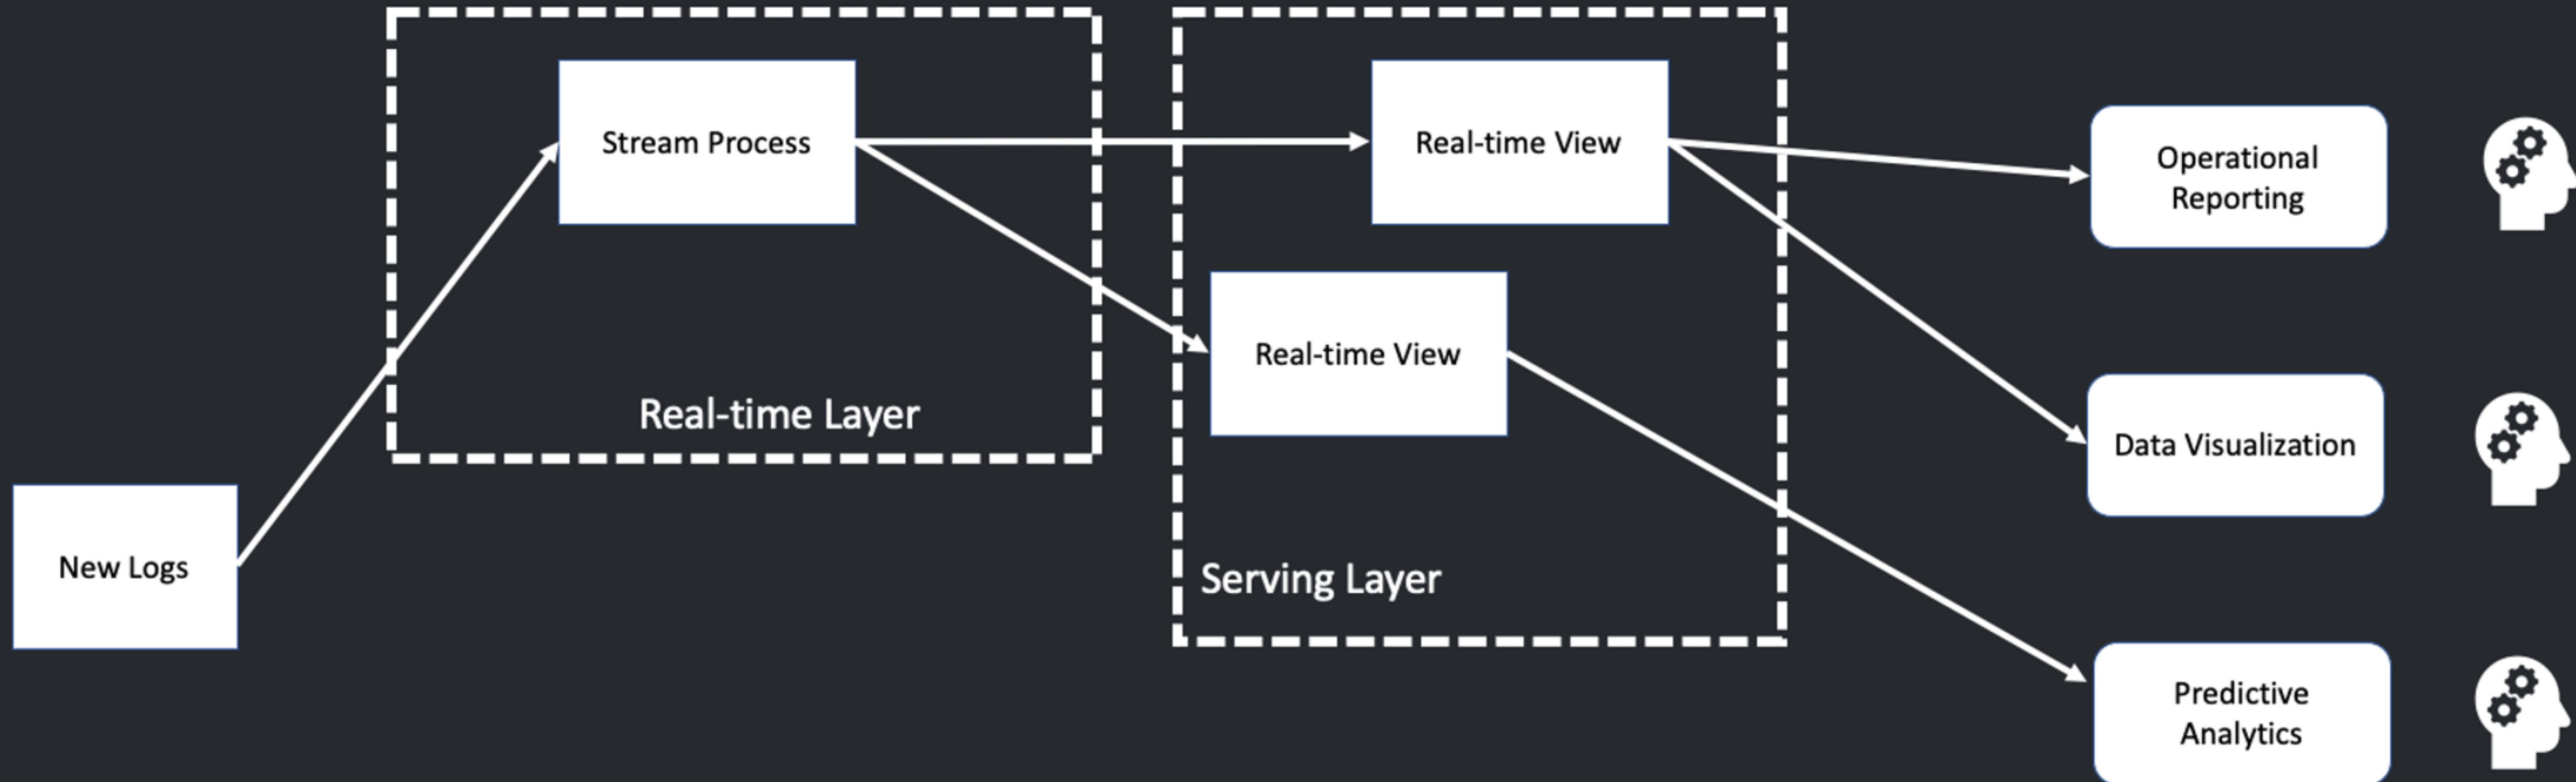 Stream Process
Real-time View
Operational
Reporting
Real-time View
Real-time Layer
Data Visualization
New Logs
Serving Layer
Predictive
Analytics